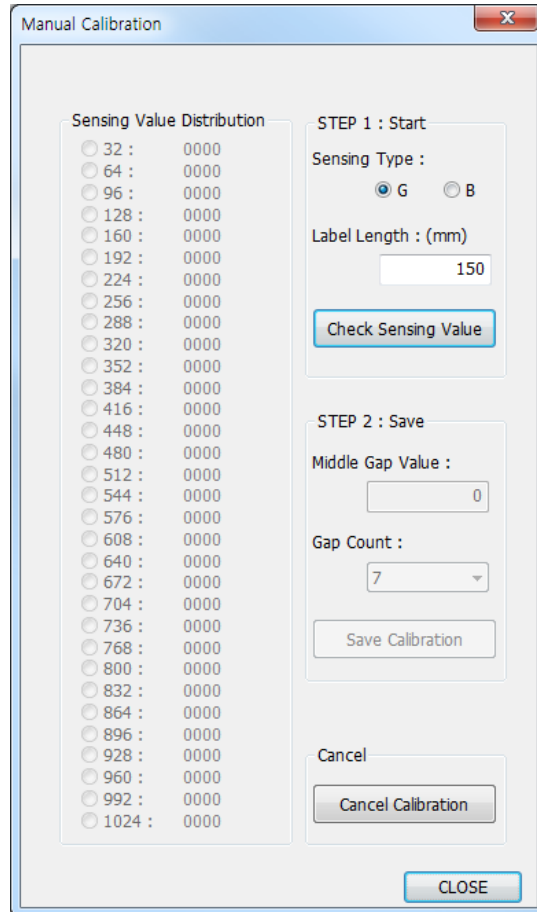 Manual Calibration
Sensing Value Distribution
32 : 0000
64 : 0000
96 : 0000
128 : 0000
160 : 0000
192 : 0000
224 : 0000
256 : 0000
288 : 0000
320 : 0000
352 : 0000
384 : 0000
416 : 0000
448 : 0000
480 : 0000
512 : 0000
544 : 0000
576 : 0000
608 : 0000
640 : 0000
672 : 0000
704 : 0000
736 : 0000
768 : 0000
800 : 0000
832 : 0000
864 : 0000
896 : 0000
928 : 0000
960 : 0000
992 : 0000
1024 : 0000
STEP 1 : Start
Sensing Type :
G B
Label Length : (mm)
150
Check Sensing Value
STEP 2 : Save
Middle Gap Value :
0
Gap Count :
7
Save Calibration
Cancel
Cancel Calibration
CLOSE